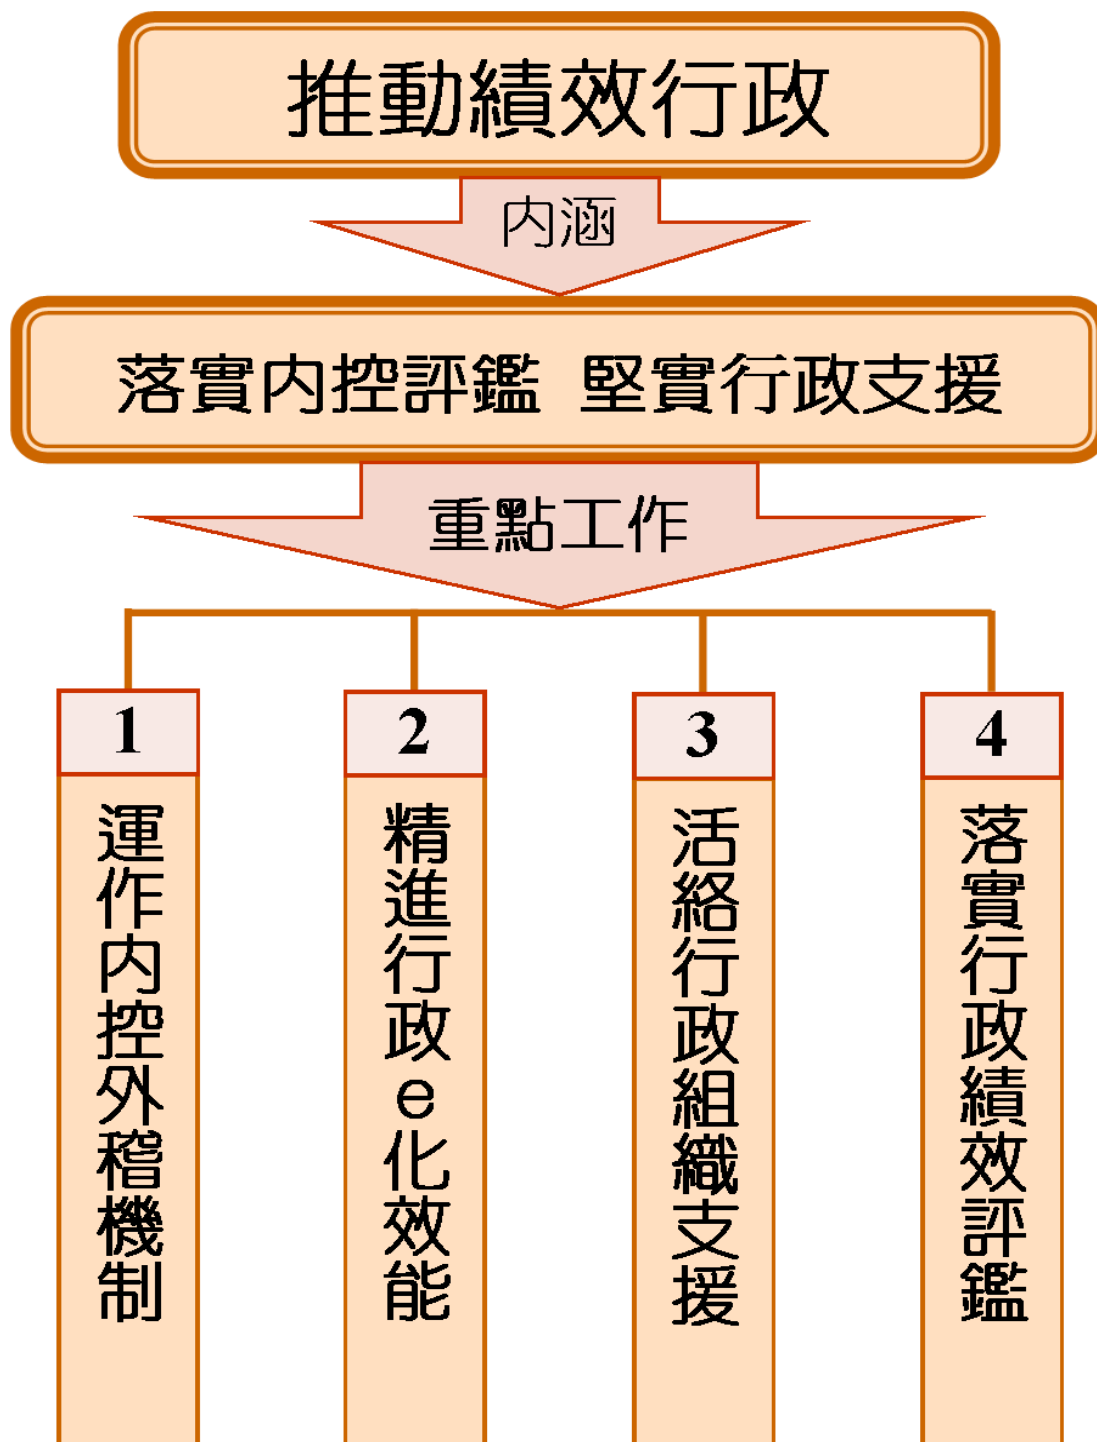 推動績效行政
內涵
落實內控評鑑 堅實行政支援
重點工作
1
運作內控外稽機制
2
精進行政e化效能
3
活絡行政組織支援
4
落實行政績效評鑑